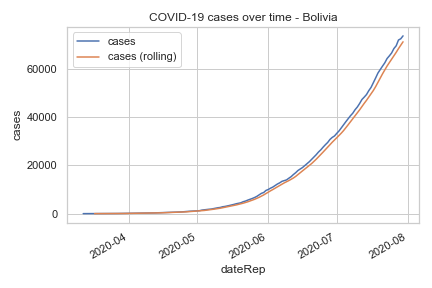 COVID-19 cases over time - Bolivia
cases
cases (rolling)
60000
40000
20000
0
cases
2020-04
2020-05
2020-06
2020-07
2020-08
dateRep